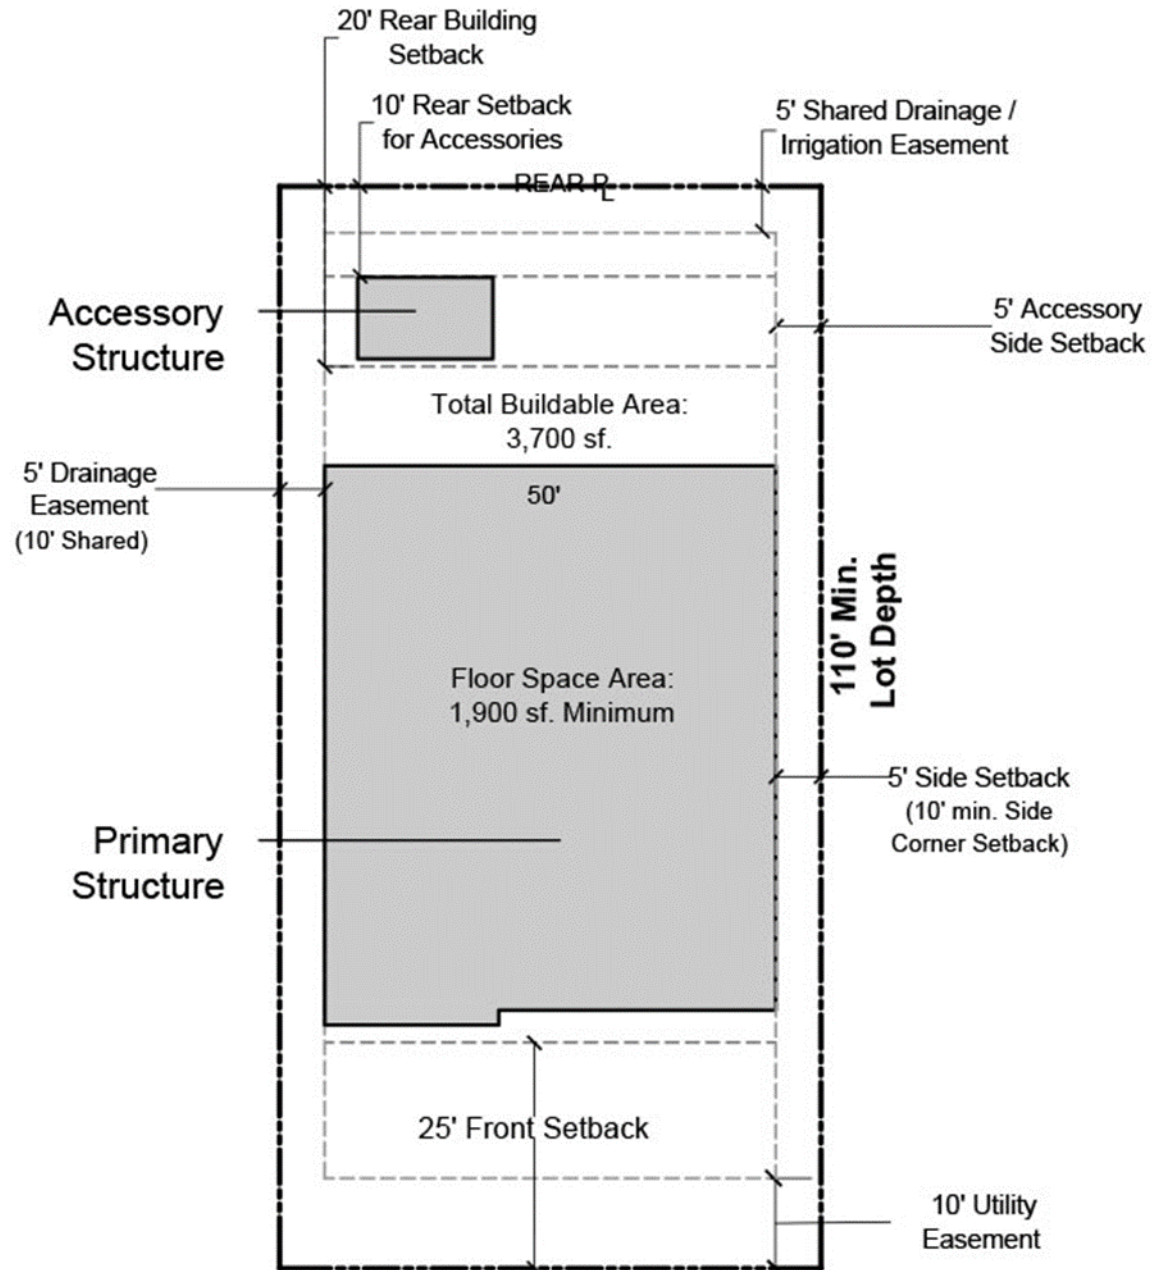 20' Rear Building
Setback
10' Rear Setback
for Accessories
5' Shared Drainage /
Irrigation Easement
REAR PL
Accessory
Structure
5' Accessory
Side Setback
Total Buildable Area:
3,700 sf.
5' Drainage
Easement
(10' Shared)
50'
110' Min.
Lot Depth
Floor Space Area:
1,900 sf. Minimum
5' Side Setback
(10' min. Side
Corner Setback)
Primary
Structure
25' Front Setback
10' Utility
Easement